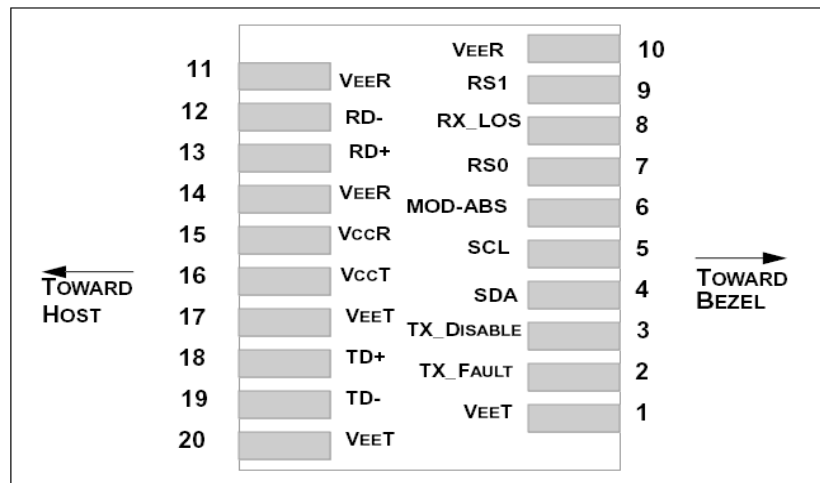 11 VEER
12 RD-
13 RD+
14 VEER
15 VCCR
16 VCCT
17 VEET
18 TD+
19 TD-
20 VEET
TOWARD
HOST
VEER 10
RS1 9
RX_LOS 8
RS0 7
MOD-ABS 6
SCL 5
SDA 4
TX_DISABLE 3
TX_FAULT 2
VEET 1
TOWARD
BEZEL